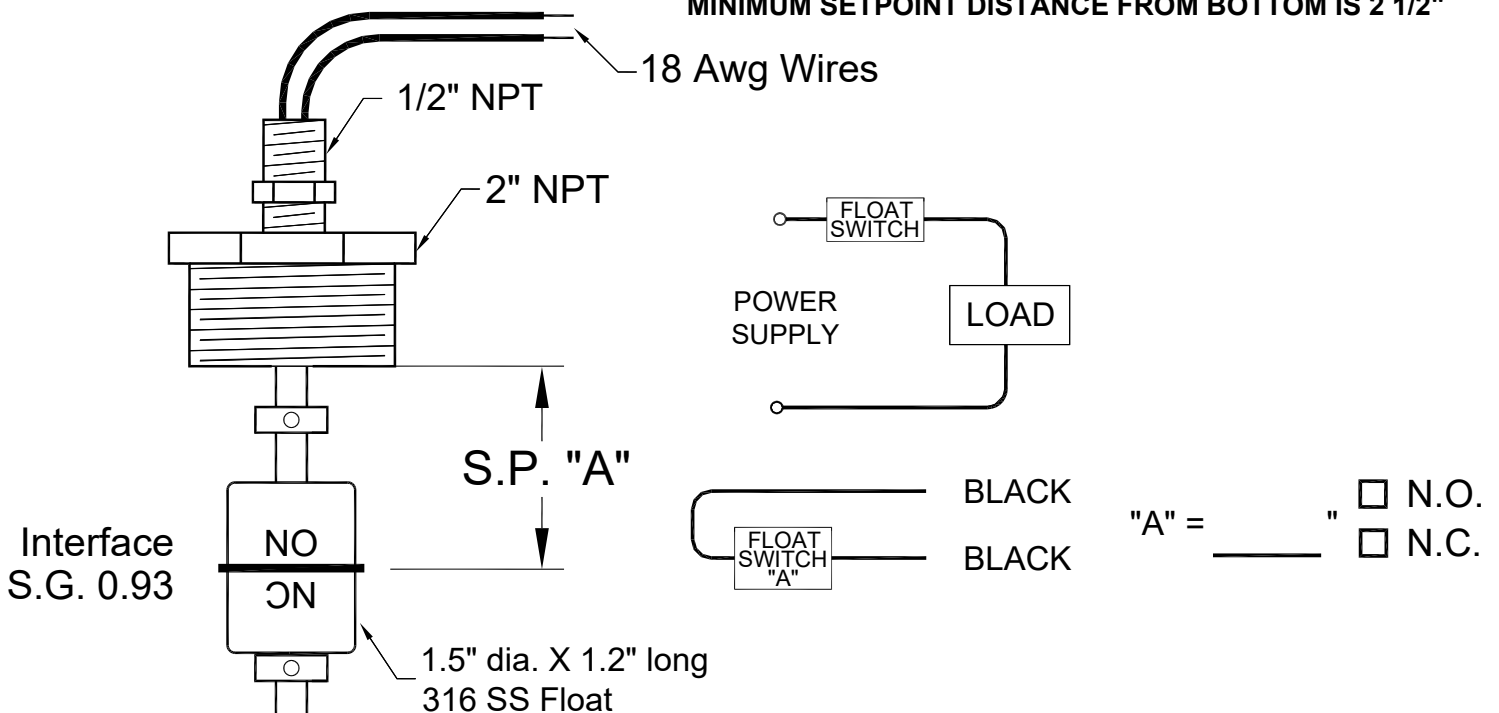 MINIMUM SETPOINT DISTANCE FROM BOTTOM IS 2 1/2"
18 Awg Wires
1/2" NPT
2" NPT
FLOAT
SWITCH
POWER
SUPPLY
LOAD
S.P. "A"
Interface
S.G. 0.93
NO
NC
BLACK
FLOAT
SWITCH
"A"
BLACK
"A" = ______ "
N.O.
N.C.
1.5" dia. X 1.2" long
316 SS Float